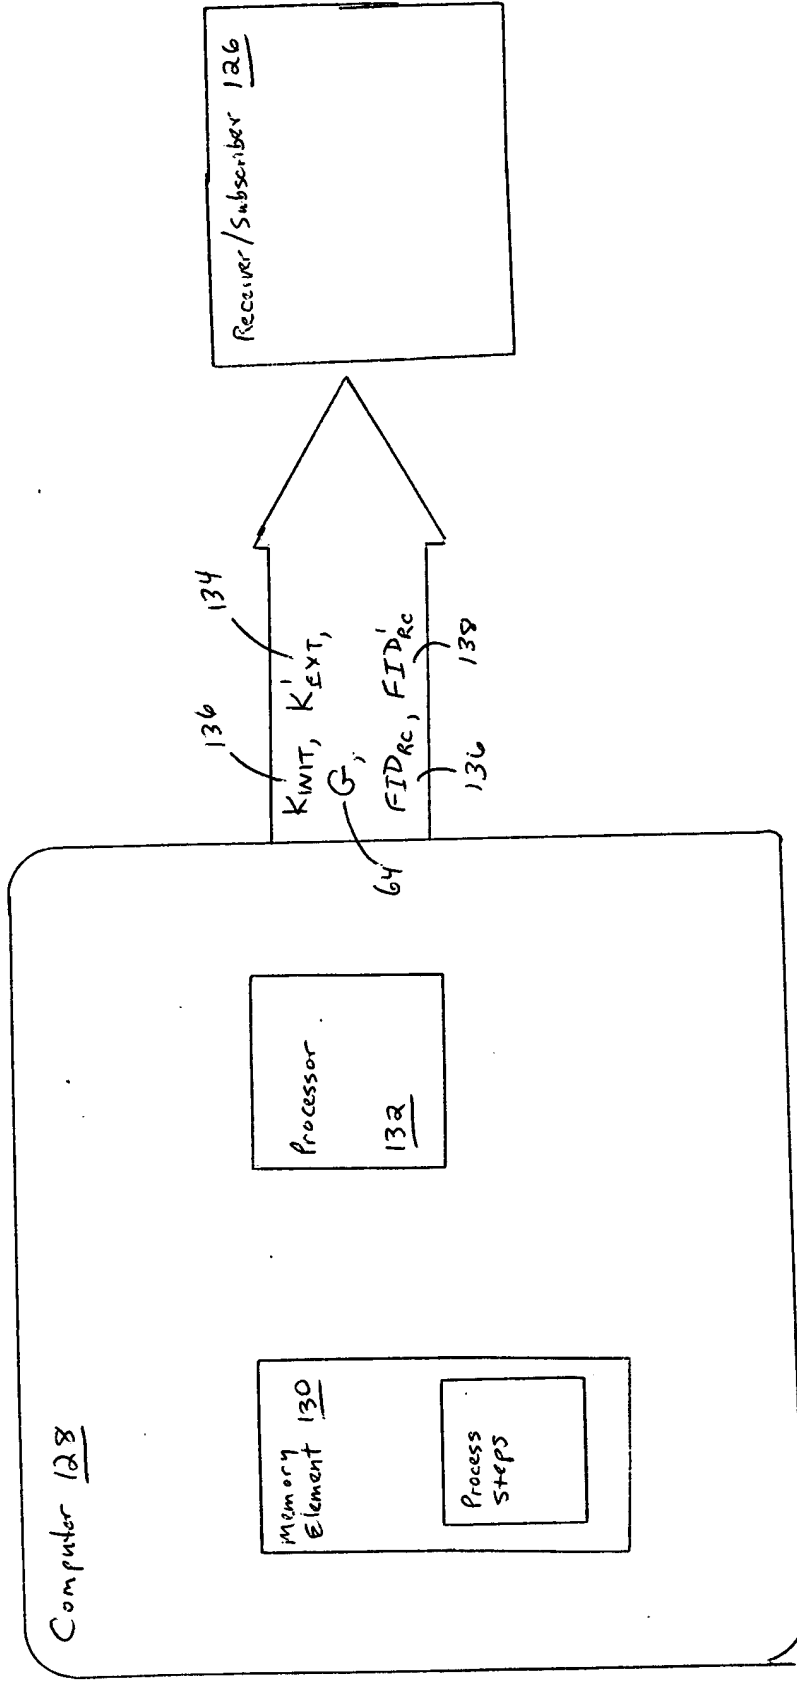 Computer 128
Memory
Element 130
Process
steps
Processor
132
136
134
KINIT, K'EXT,
G,
64
FIDRC, FID'RC
136
138
Receiver/Subscriber 126